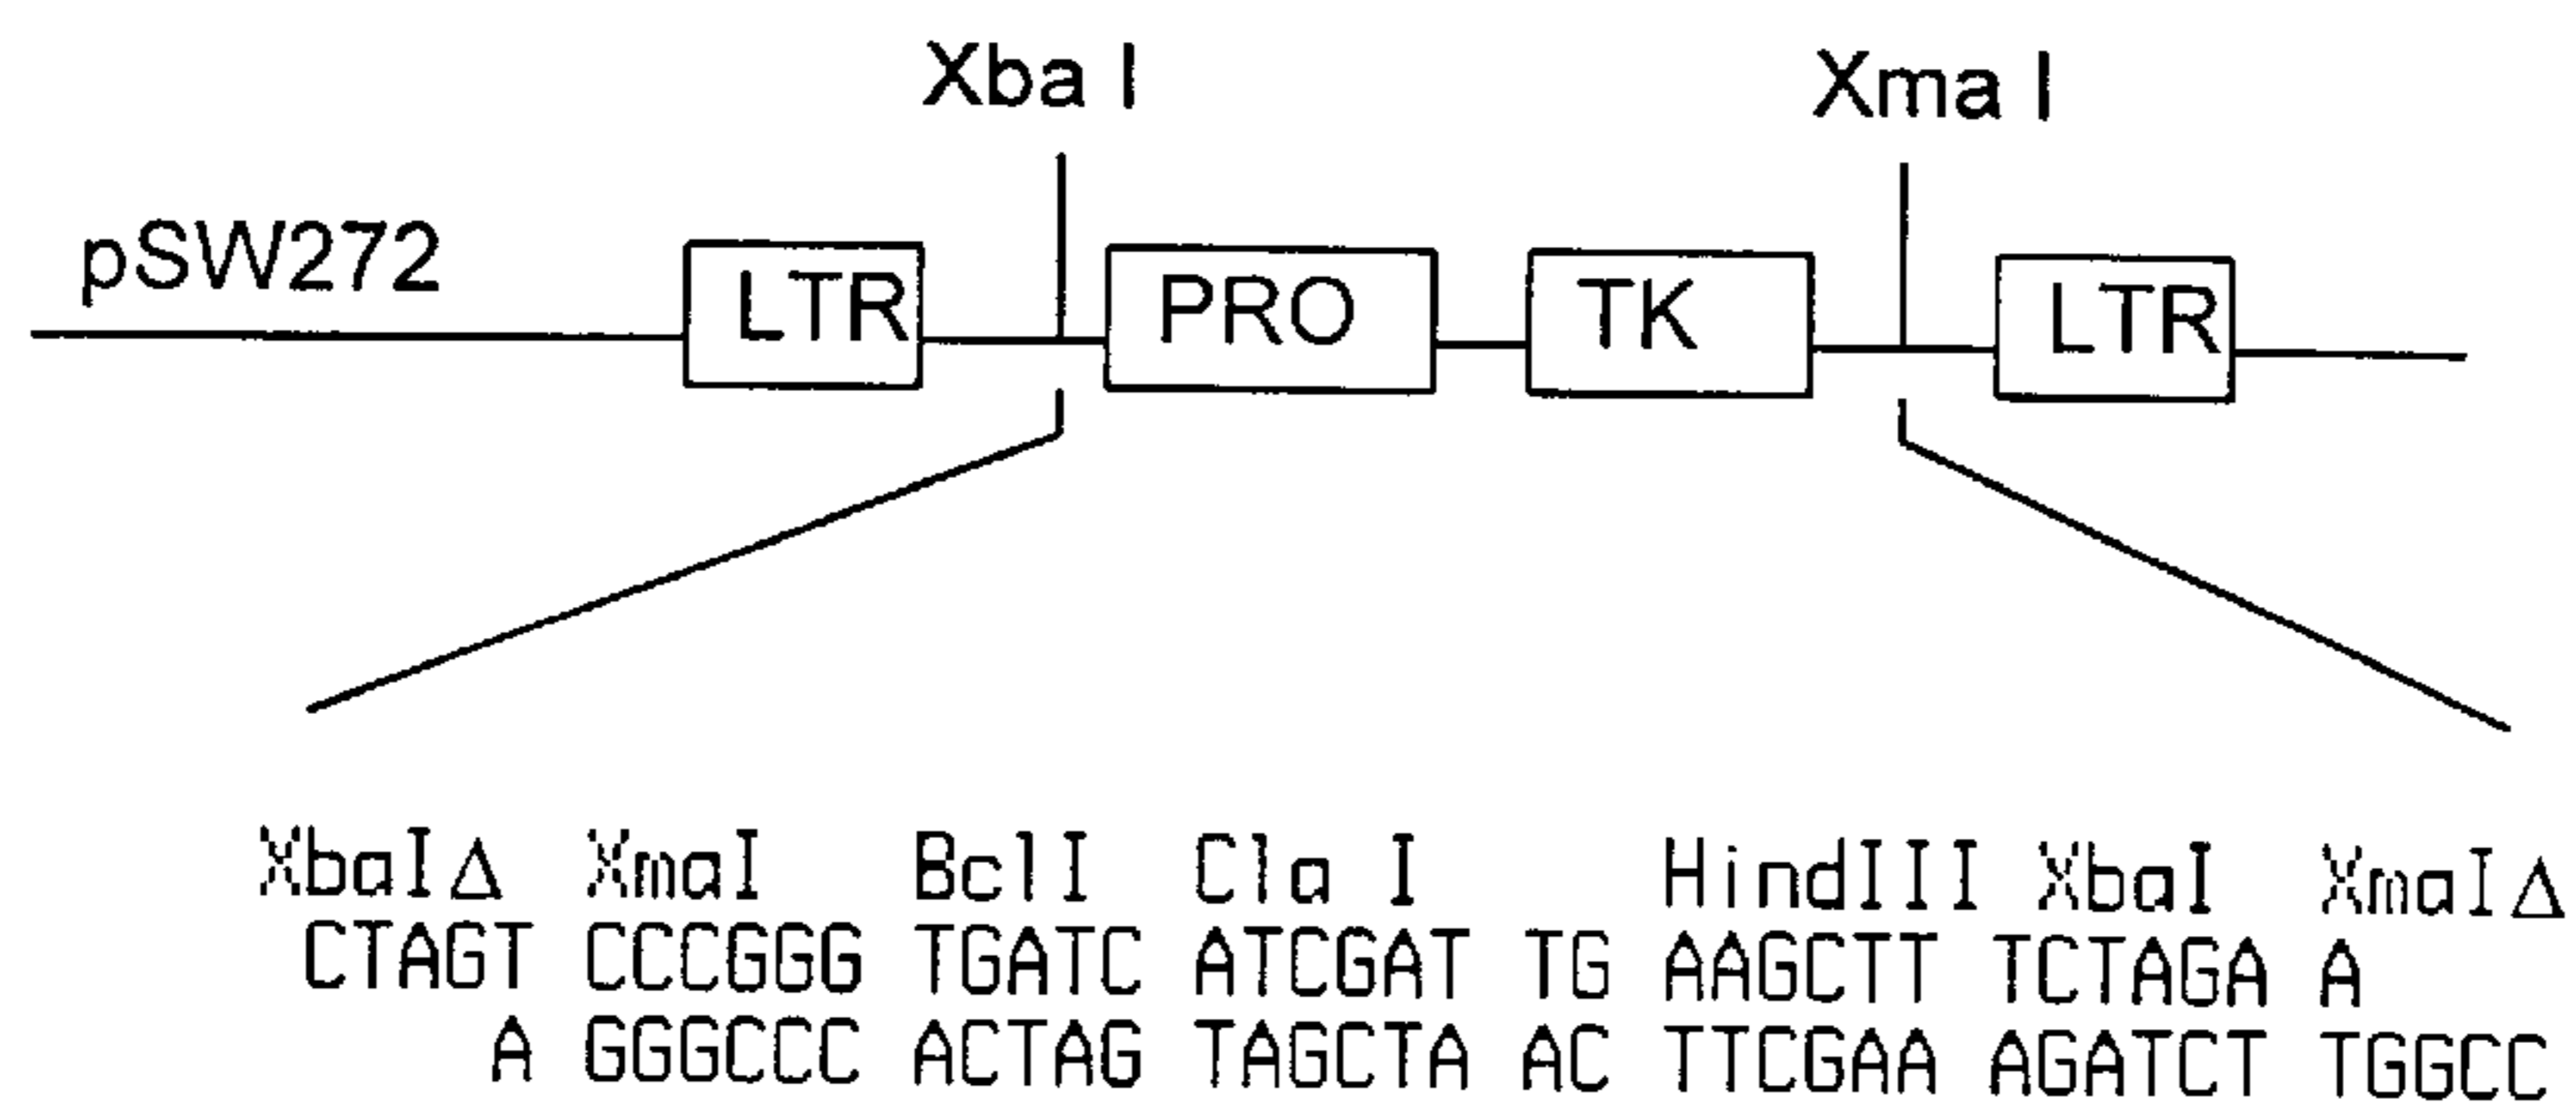 Xba I Xma I
pSW272
LTR PRO TK LTR
XbaIΔ XmaI BclI Cla I HindIII XbaI XmaIΔ
CTAGT CCCGGG TGATC ATCGAT TG AAGCTT TCTAGA A
A GGGCCC ACTAG TAGCTA AC TTCGAA AGATCT TGGCC